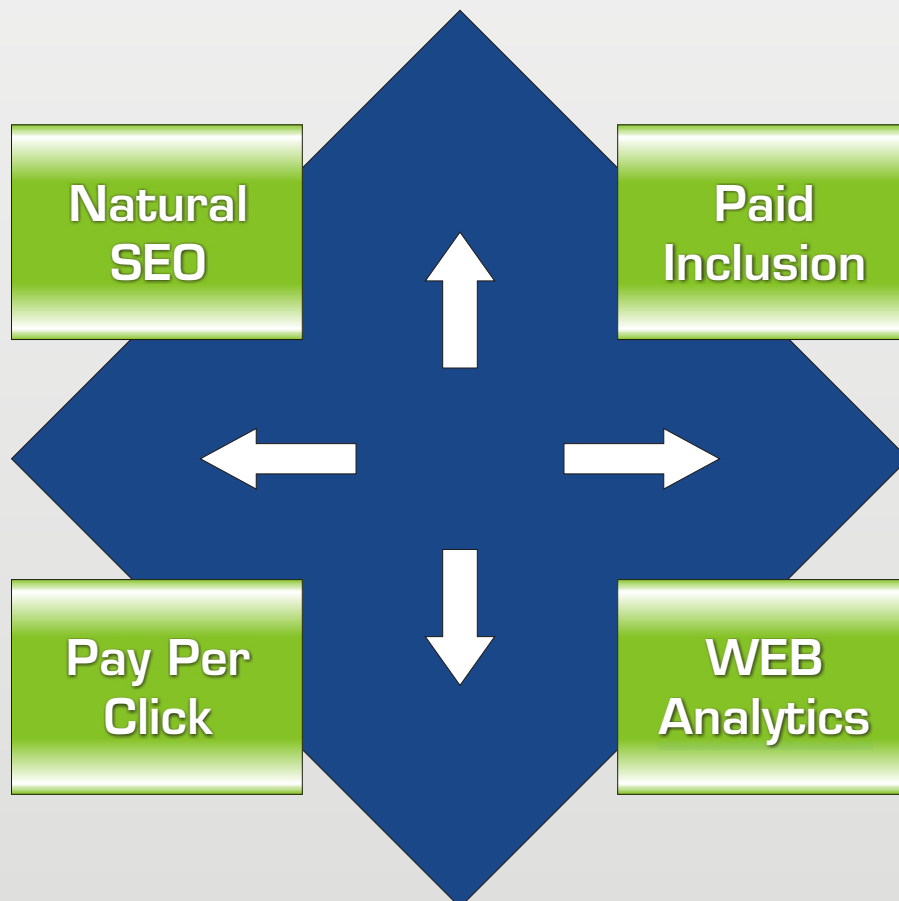 Natural
SEO
Paid
Inclusion
Pay Per
Click
WEB
Analytics